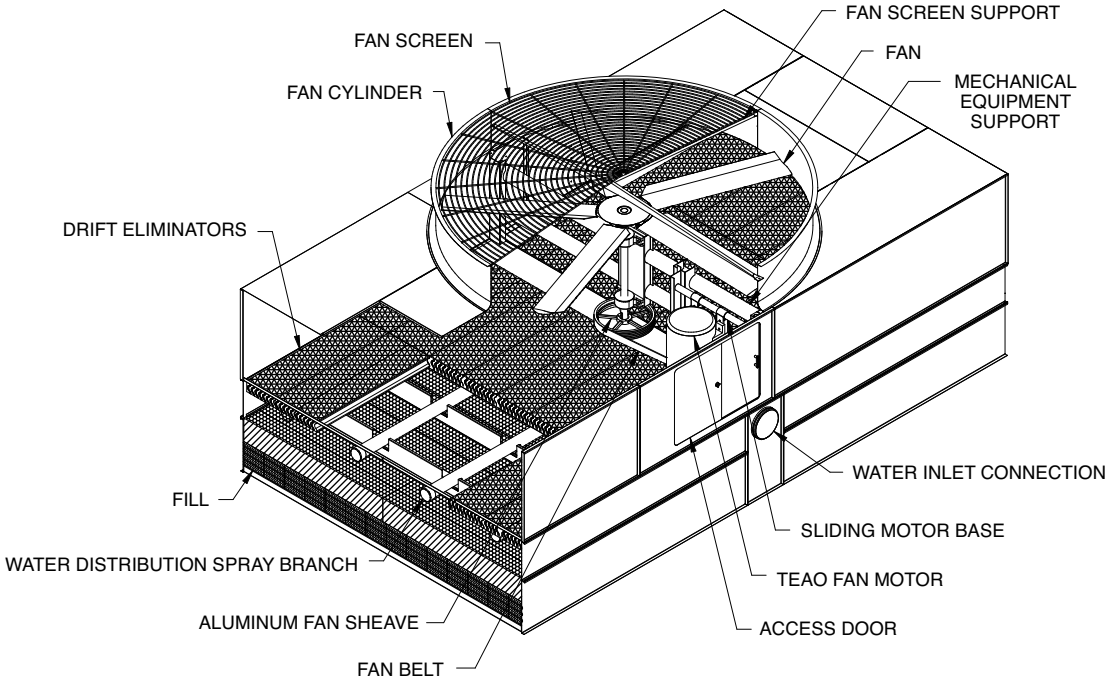 FAN SCREEN SUPPORT
FAN SCREEN
FAN
FAN CYLINDER
MECHANICAL
EQUIPMENT
SUPPORT
DRIFT ELIMINATORS
WATER INLET CONNECTION
FILL
SLIDING MOTOR BASE
WATER DISTRIBUTION SPRAY BRANCH
TEAO FAN MOTOR
ALUMINUM FAN SHEAVE
ACCESS DOOR
FAN BELT